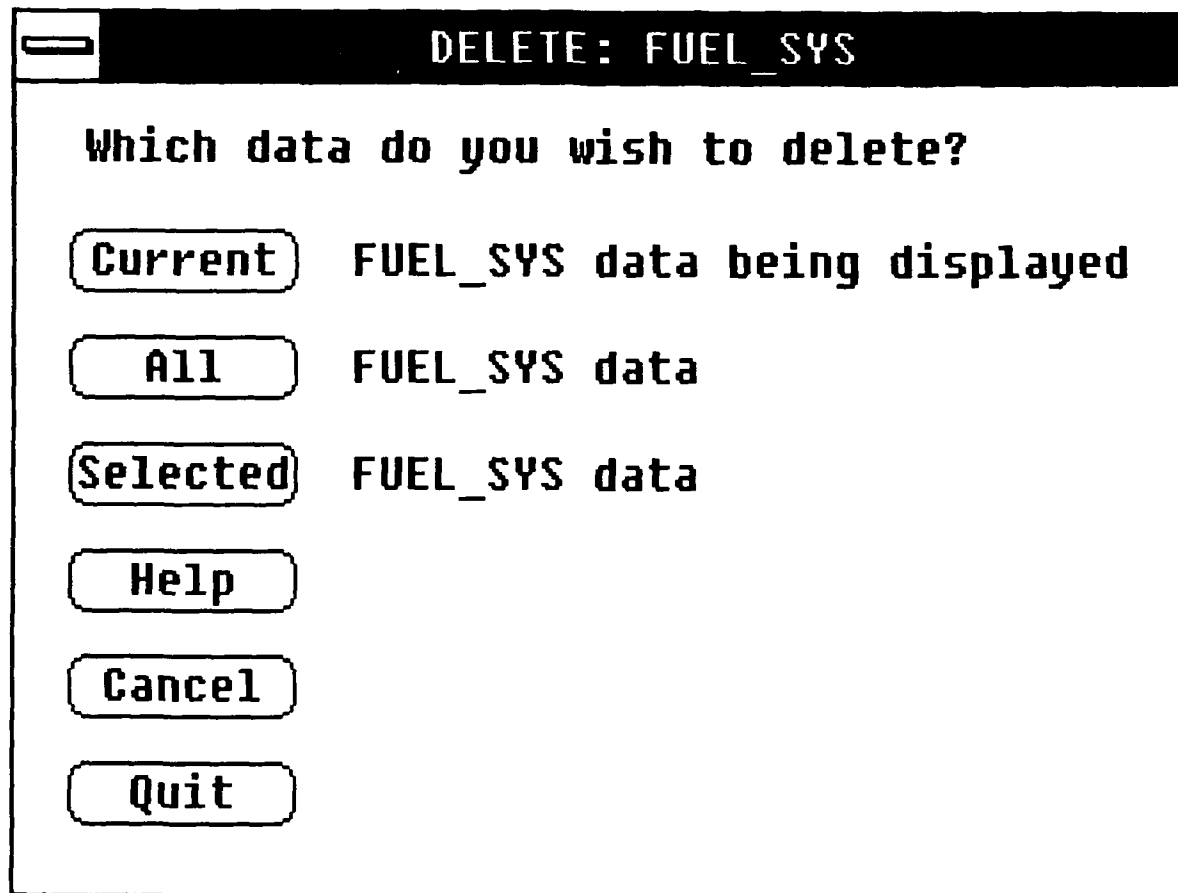 DELETE: FUEL_SYS
Which data do you wish to delete?
Current FUEL_SYS data being displayed
All FUEL_SYS data
Selected FUEL_SYS data
Help
Cancel
Quit